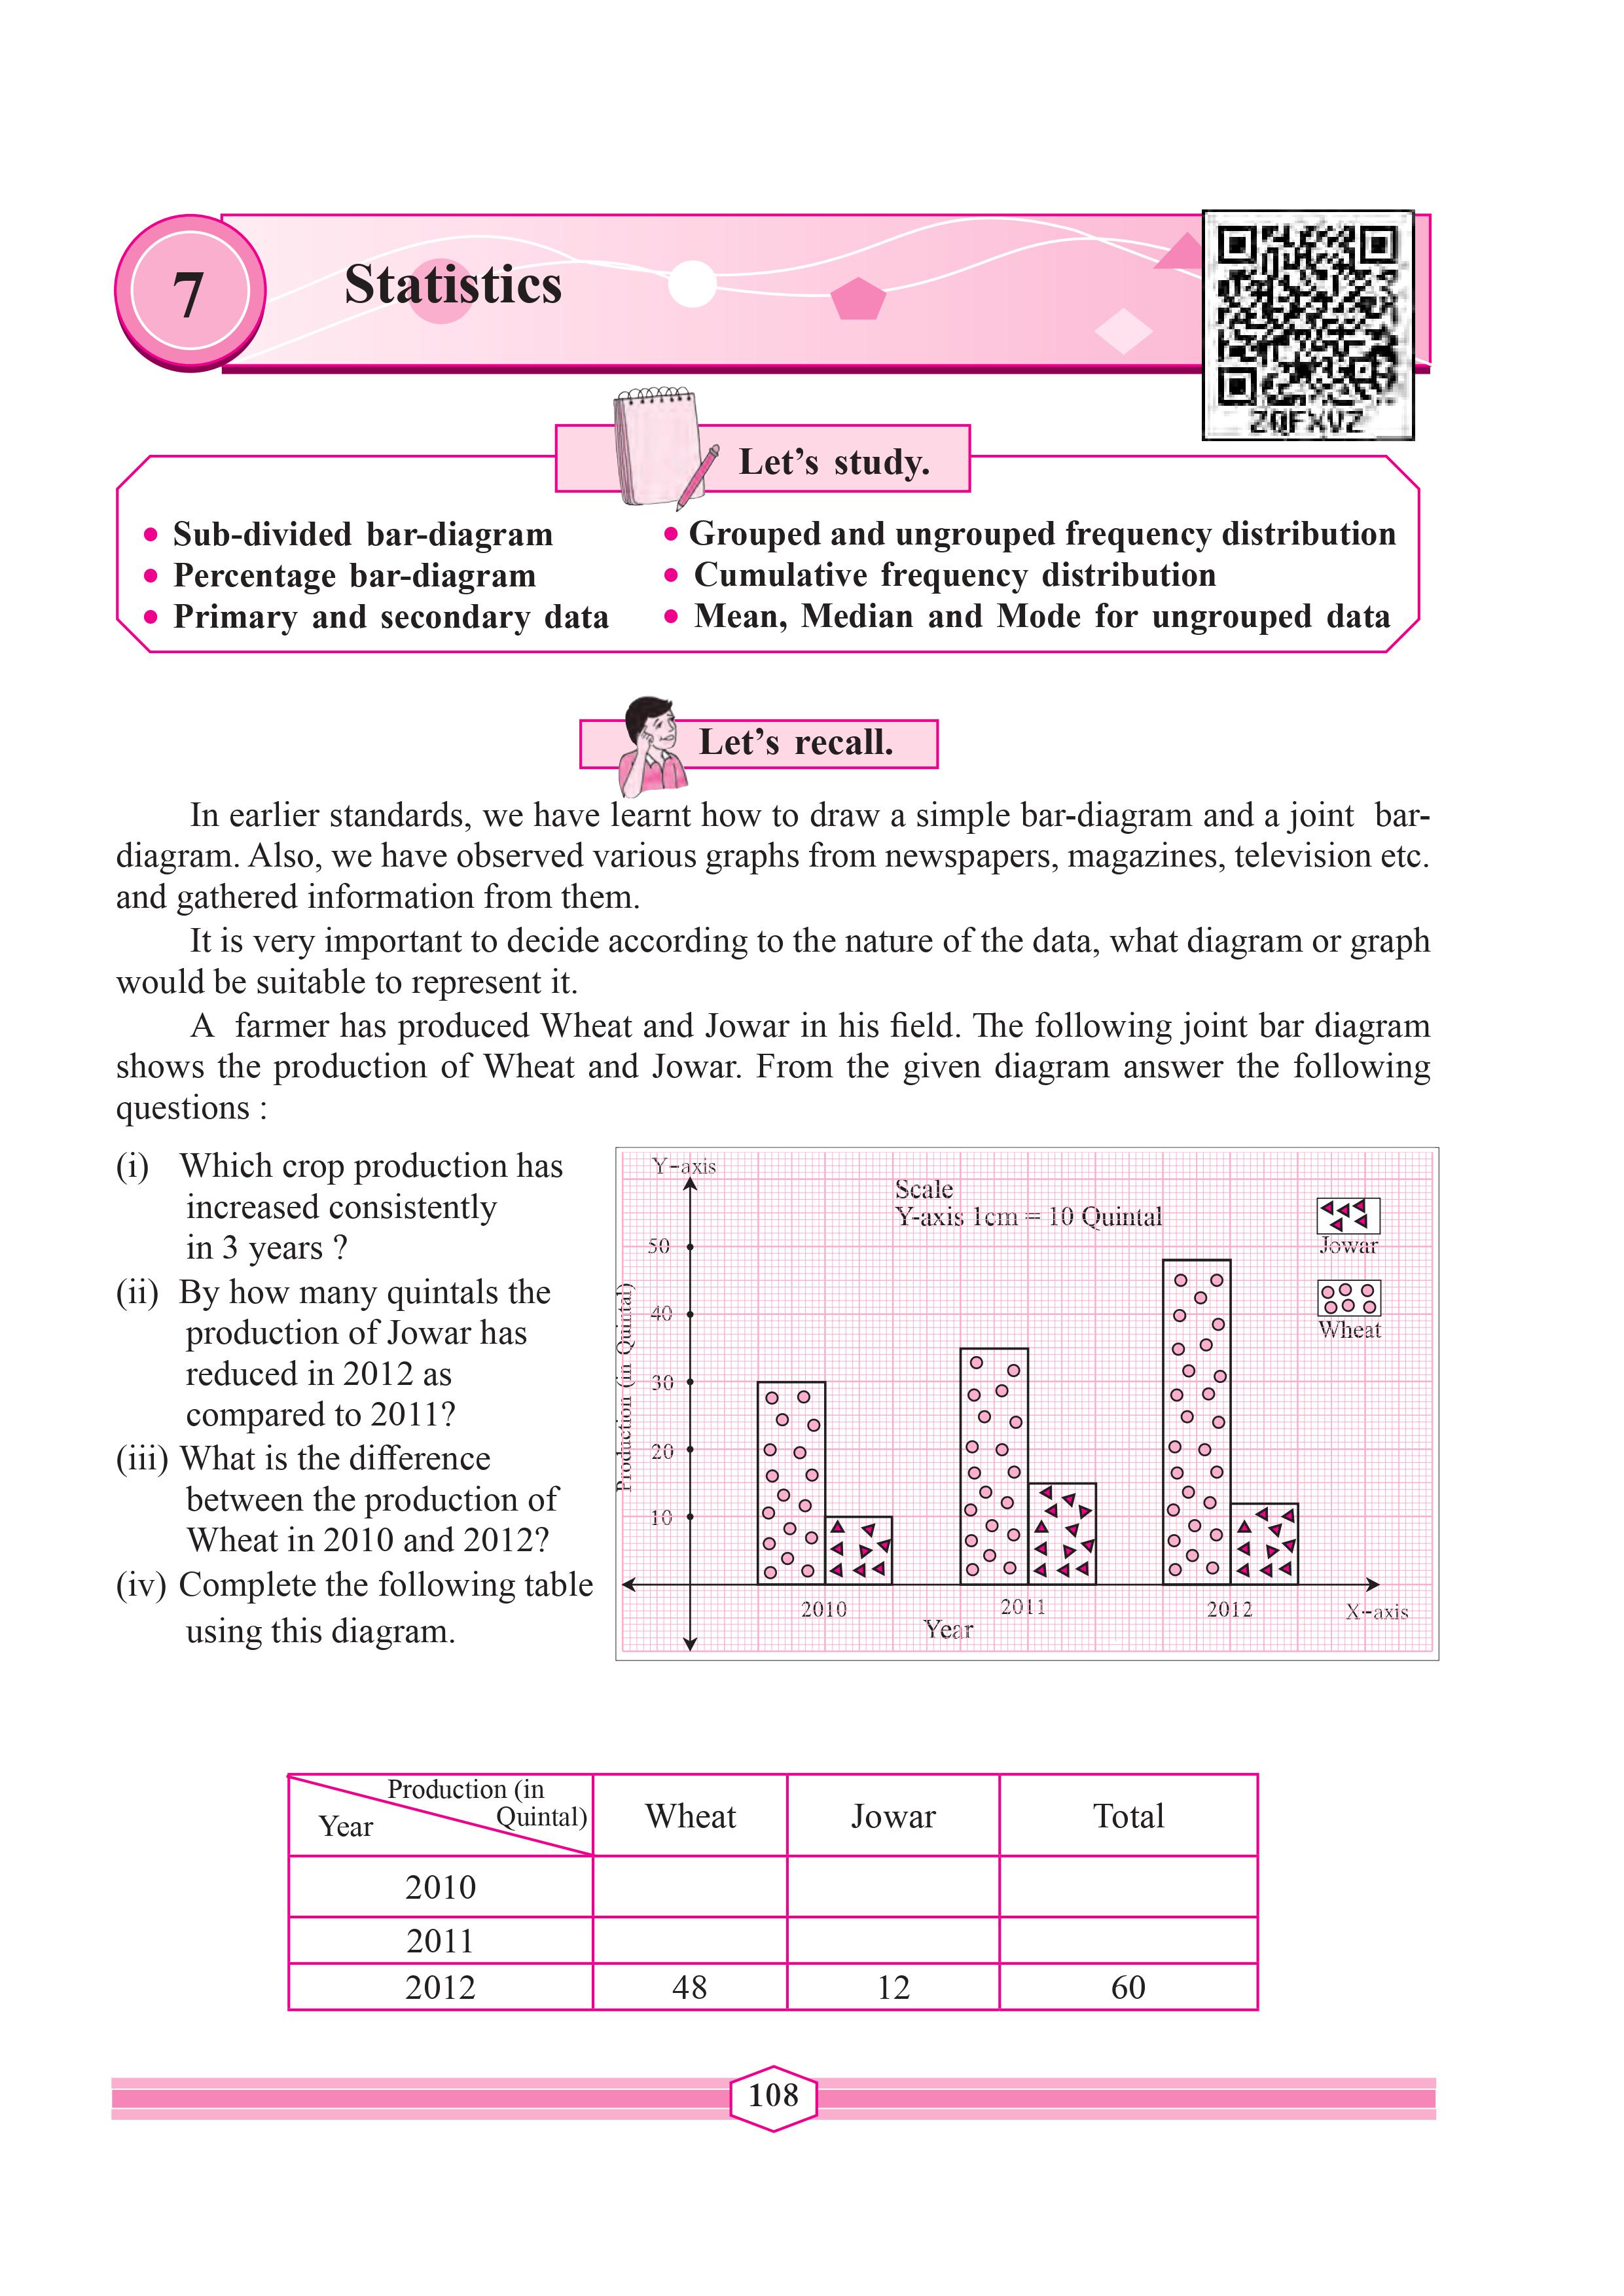 7
Statistics
ZQFXVZ
Let’s study.
• Sub-divided bar-diagram
• Percentage bar-diagram
• Primary and secondary data
• Grouped and ungrouped frequency distribution
• Cumulative frequency distribution
• Mean, Median and Mode for ungrouped data
Let’s recall.
In earlier standards, we have learnt how to draw a simple bar-diagram and a joint bar-
diagram. Also, we have observed various graphs from newspapers, magazines, television etc.
and gathered information from them.
It is very important to decide according to the nature of the data, what diagram or graph
would be suitable to represent it.
A farmer has produced Wheat and Jowar in his field. The following joint bar diagram
shows the production of Wheat and Jowar. From the given diagram answer the following
questions :
(i) Which crop production has
increased consistently
in 3 years ?
(ii) By how many quintals the
production of Jowar has
reduced in 2012 as
compared to 2011?
(iii) What is the difference
between the production of
Wheat in 2010 and 2012?
(iv) Complete the following table
using this diagram.
Y-axis
Scale
Y-axis 1cm = 10 Quintal
Jowar
Wheat
Production (in Quintal)
50
40
30
20
10
2010
2011
2012
X-axis
Year
Production (in
Quintal)
Year
Wheat Jowar Total
2010
2011
2012 48 12 60
108